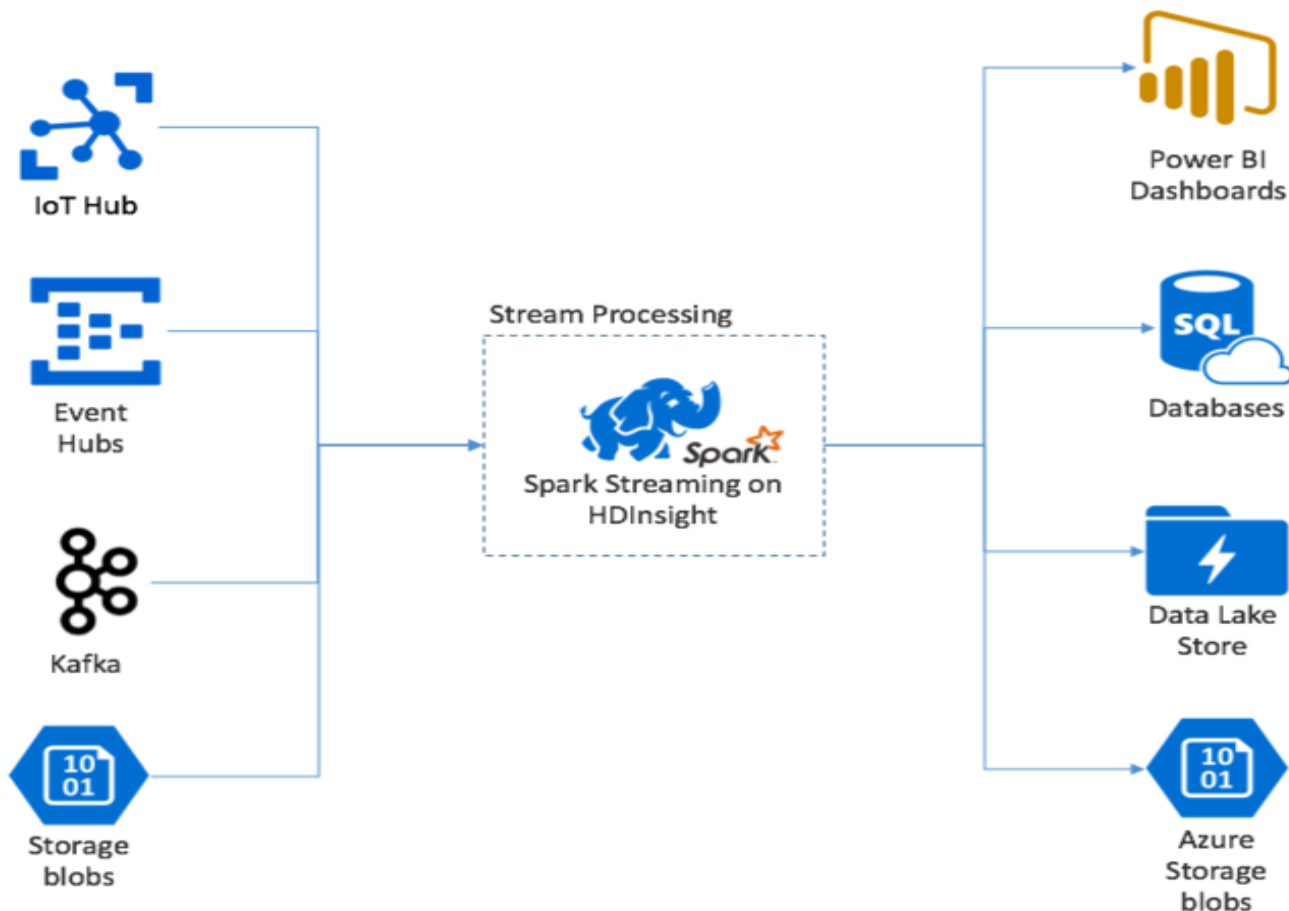 IoT Hub
Event
Hubs
Kafka
10
01
Storage
blobs
Stream Processing
Spark
Spark Streaming on
HDInsight
Power BI
Dashboards
SQL
Databases
Data Lake
Store
10
01
Azure
Storage
blobs